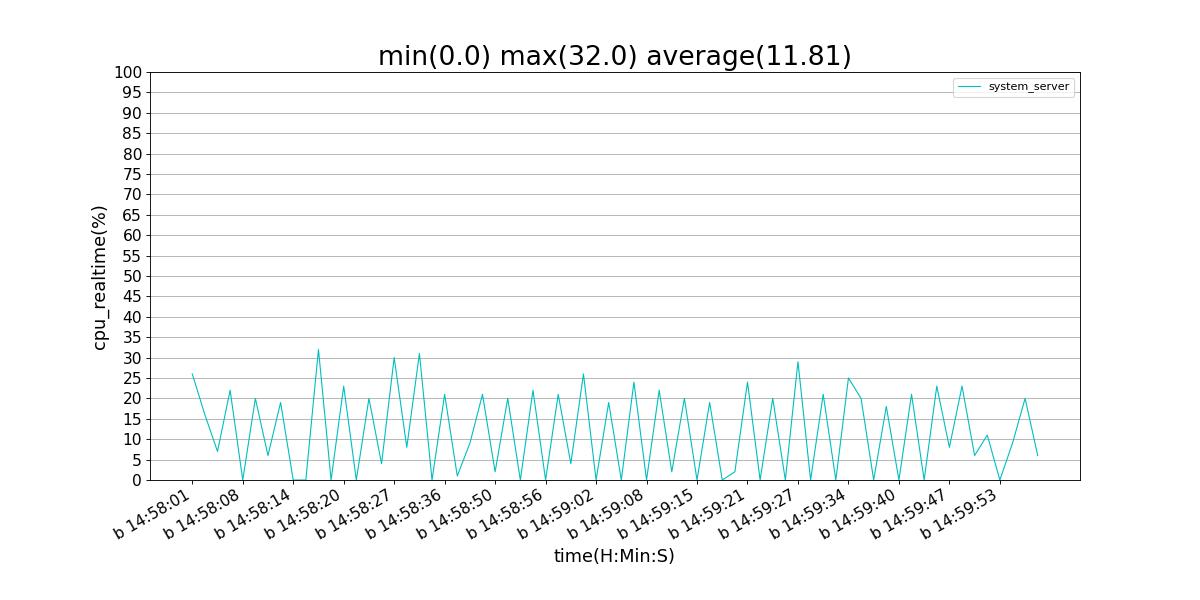 min(0.0) max(32.0) average(11.81)
system_server
cpu_realtime(%)
100
95
90
85
80
75
70
65
60
55
50
45
40
35
30
25
20
15
10
5
0
b 14:58:01
b 14:58:08
b 14:58:14
b 14:58:20
b 14:58:27
b 14:58:36
b 14:58:50
b 14:58:56
b 14:59:02
b 14:59:08
b 14:59:15
b 14:59:21
b 14:59:27
b 14:59:34
b 14:59:40
b 14:59:47
b 14:59:53
time(H:Min:S)